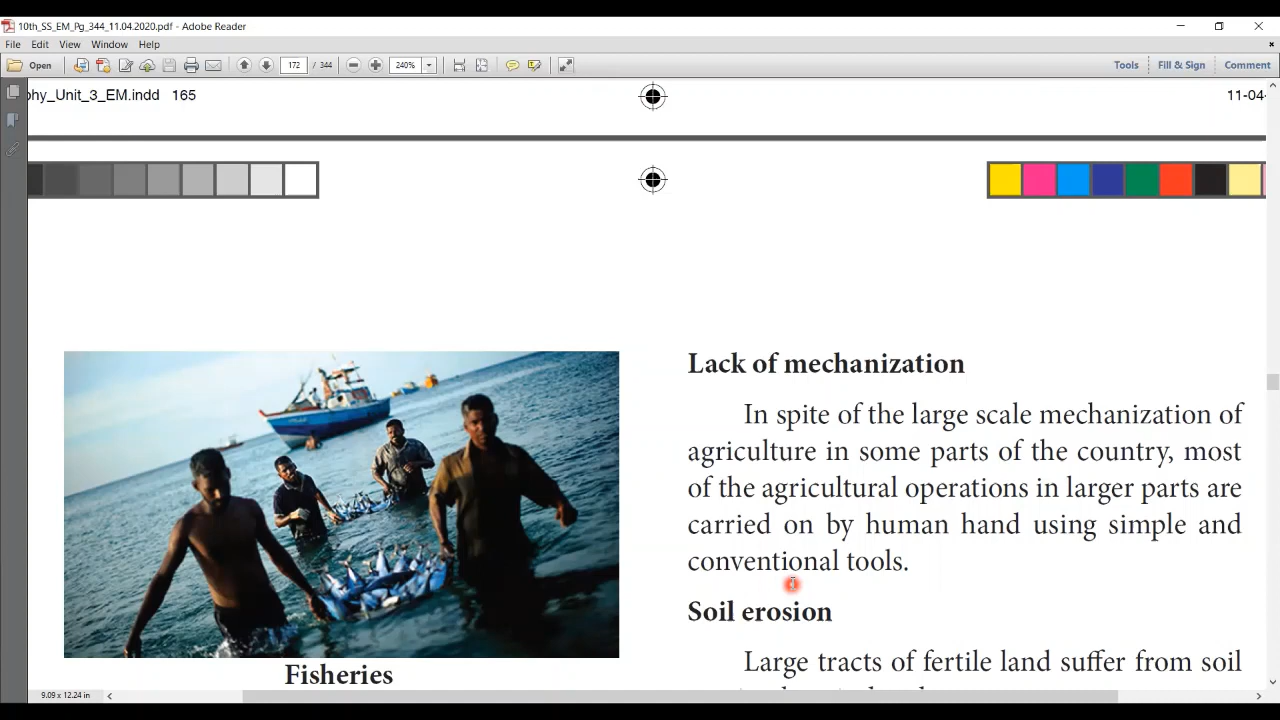 10th_SS_EM_Pg_344_11.04.2020.pdf - Adobe Reader
File Edit View Window Help
Open 172 / 344 240% Tools Fill & Sign Comment
phy_Unit_3_EM.indd 165 11-04-
Lack of mechanization
In spite of the large scale mechanization of
agriculture in some parts of the country, most
of the agricultural operations in larger parts are
carried on by human hand using simple and
conventional tools.
Soil erosion
Large tracts of fertile land suffer from soil
Fisheries
9.09 x 12.24 in